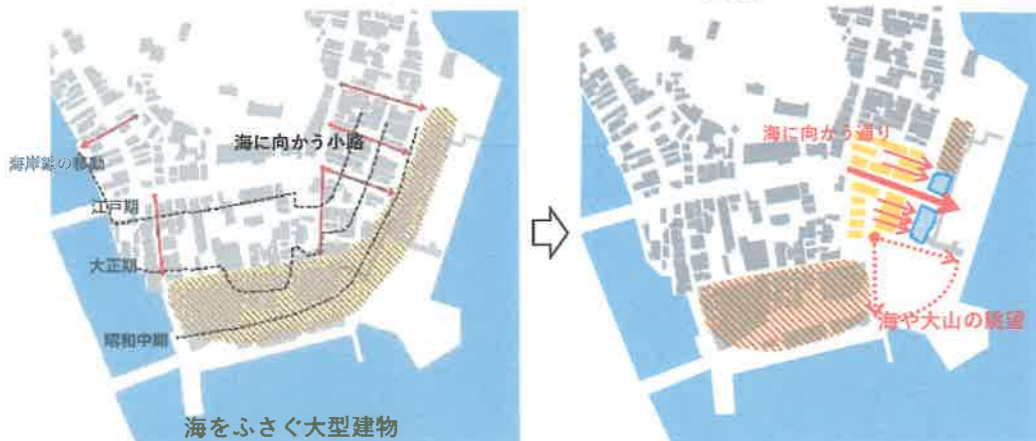 海に向かう小路
海岸線の移動
江戸期
大正期
昭和中期
海をふさぐ大型建物
海に向かう通り
海や大山の眺望